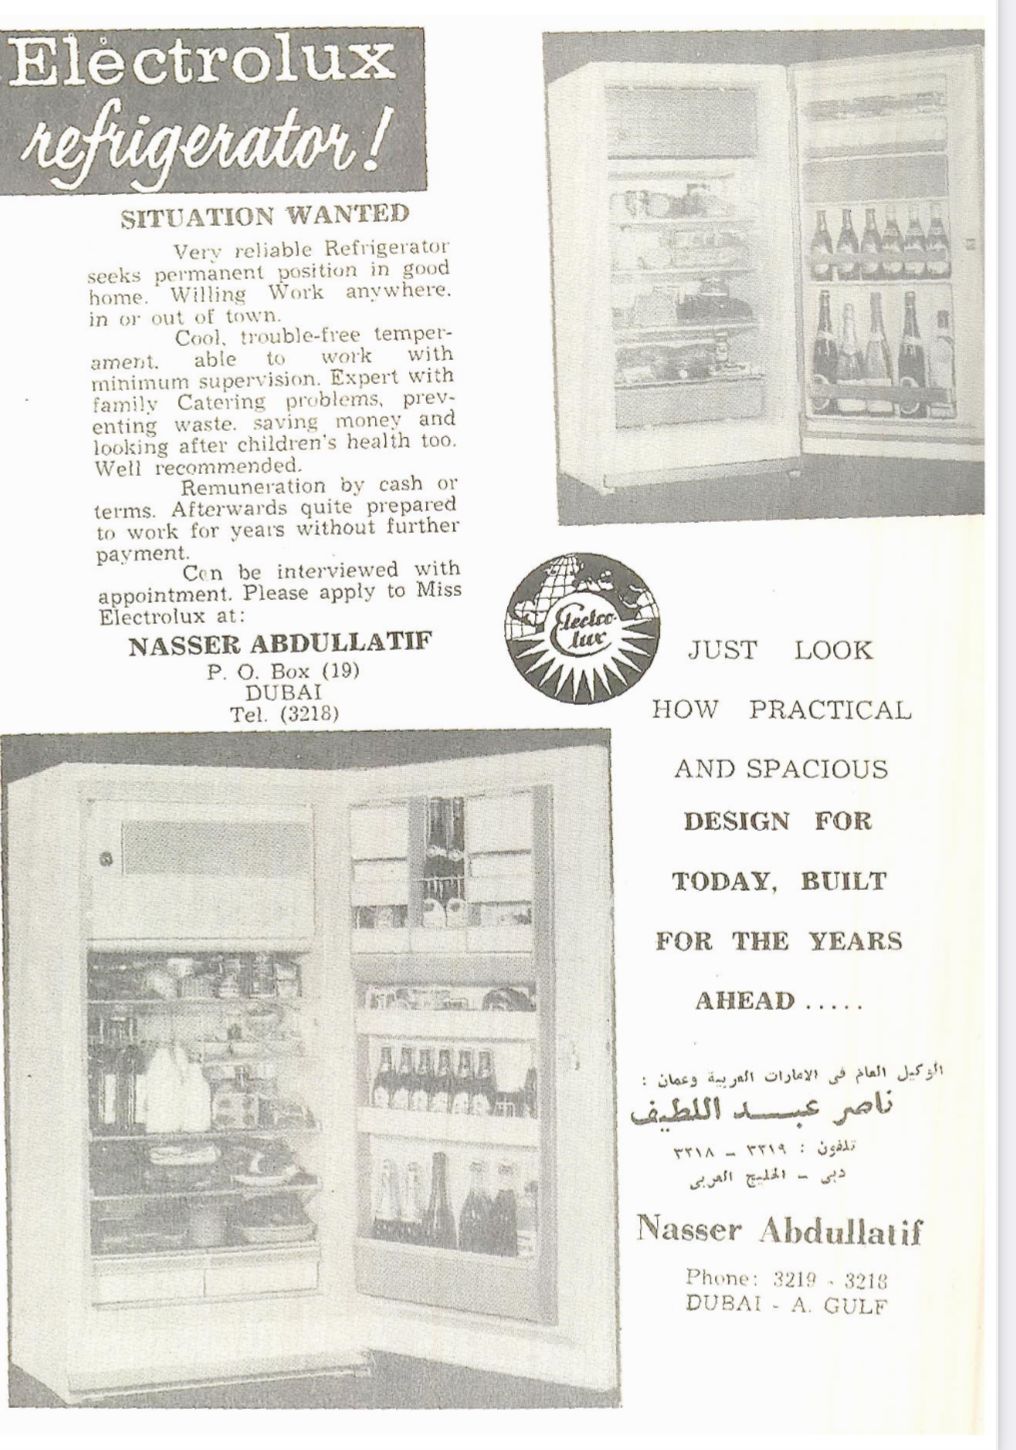 Electrolux
refrigerator!
SITUATION WANTED
Very reliable Refrigerator
seeks permanent position in good
home. Willing Work anywhere.
in or out of town.
Cool, trouble-free temper-
ament. able to work with
minimum supervision. Expert with
family Catering problems, prev-
enting waste. saving money and
looking after children's health too.
Well recommended.
Remuneration by cash or
terms. Afterwards quite prepared
to work for years without further
payment.
Can be interviewed with
appointment. Please apply to Miss
Electrolux at:
NASSER ABDULLATIF
P. O. Box (19)
DUBAI
Tel. (3218)
Electro-
lux
JUST LOOK
HOW PRACTICAL
AND SPACIOUS
DESIGN FOR
TODAY, BUILT
FOR THE YEARS
AHEAD .....
الوكيل العام في الامارات العربية وعمان :
ناصر عبد اللطيف
تلفون : ٣٢١٩ - ٣٢١٨
دبى - الخليج العربى
Nasser Abdullatif
Phone: 3219 - 3218
DUBAI - A. GULF